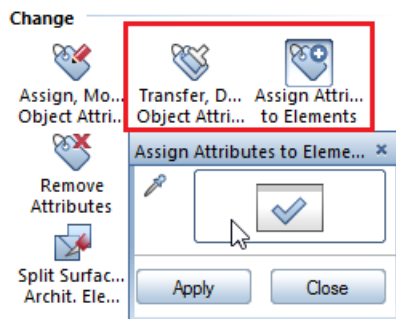 Change
Assign, Mo... Transfer, D... Assign Attri...
Object Attri... Object Attri... to Elements
Assign Attributes to Eleme... ×
Remove
Attributes
Split Surfac...
Archit. Ele...
Apply Close